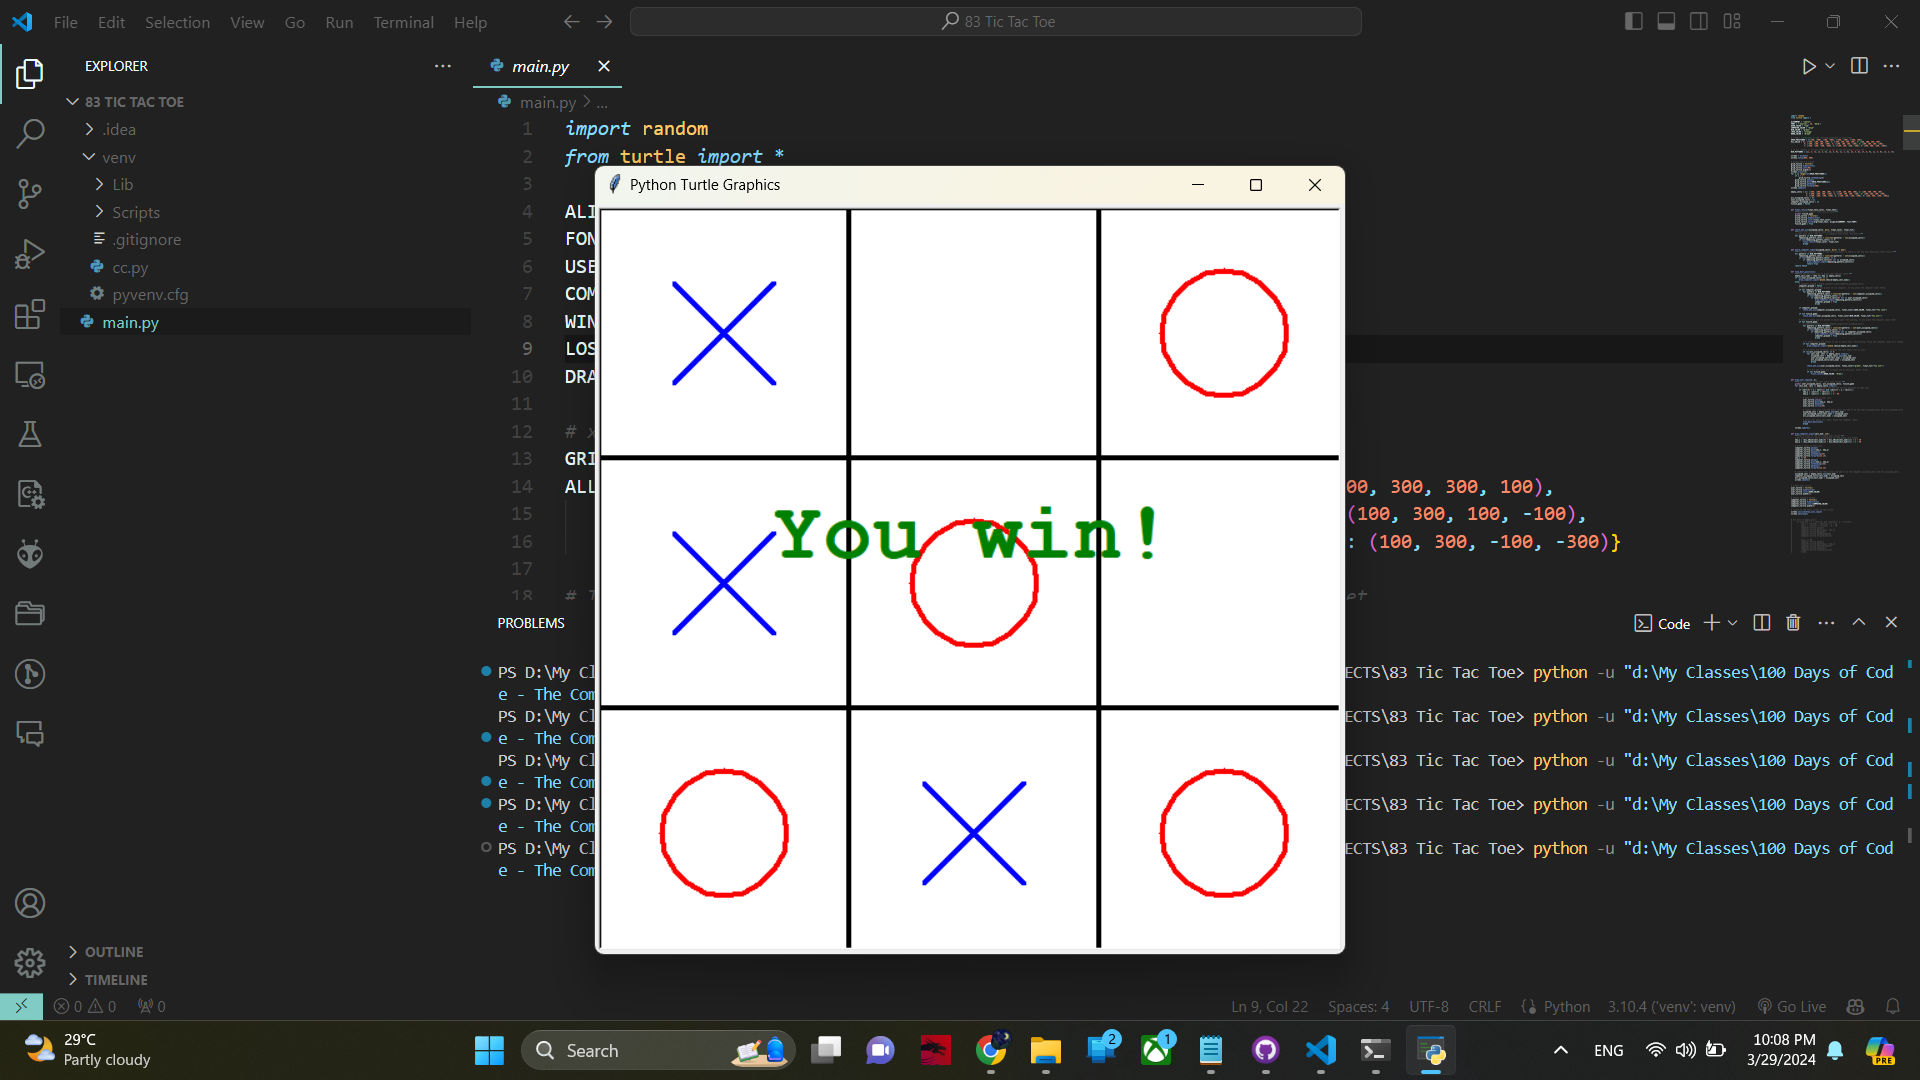 File Edit Selection View Go Run Terminal Help
83 Tic Tac Toe
EXPLORER
83 TIC TAC TOE
.idea
venv
Lib
Scripts
.gitignore
cc.py
pyvenv.cfg
main.py
OUTLINE
TIMELINE
main.py
main.py > ...
1 import random
2 from turtle import *
3
4 ALI
5 FON
6 USE
7 COM
8 WIN
9 LOS
10 DRA
11
12 # x
13 GRI
14 ALL 00, 300, 300, 100),
15 (100, 300, 100, -100),
16 : (100, 300, -100, -300)}
17
18 #
Python Turtle Graphics
You win!
PROBLEMS
Code
PS D:\My Cl ECTS\83 Tic Tac Toe> python -u "d:\My Classes\100 Days of Cod
e - The Com
PS D:\My Cl ECTS\83 Tic Tac Toe> python -u "d:\My Classes\100 Days of Cod
e - The Com
PS D:\My Cl ECTS\83 Tic Tac Toe> python -u "d:\My Classes\100 Days of Cod
e - The Com
PS D:\My Cl ECTS\83 Tic Tac Toe> python -u "d:\My Classes\100 Days of Cod
e - The Com
PS D:\My Cl ECTS\83 Tic Tac Toe> python -u "d:\My Classes\100 Days of Cod
e - The Com
0 0 0
Ln 9, Col 22 Spaces: 4 UTF-8 CRLF Python 3.10.4 ('venv': venv) Go Live
29°C
Partly cloudy
Search
2
1
ENG
10:08 PM
3/29/2024
PRE